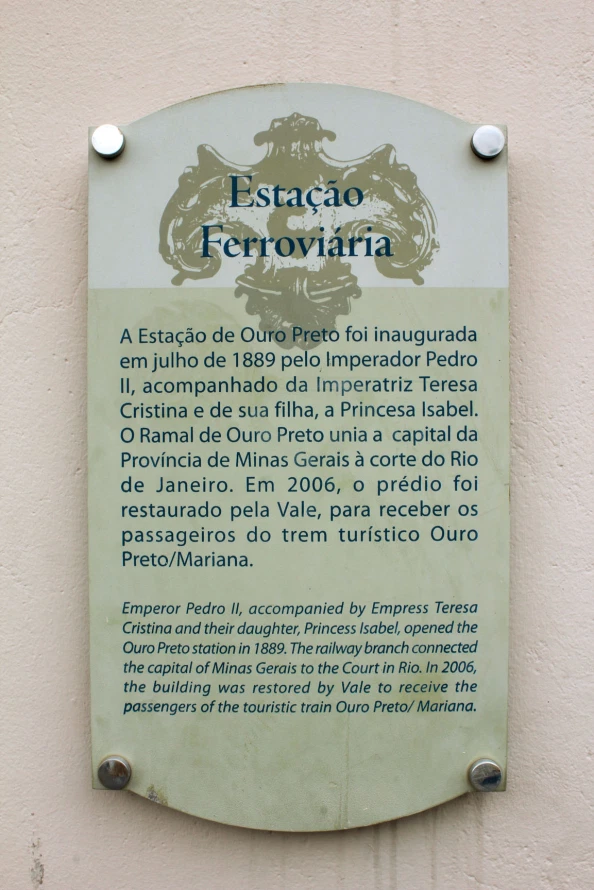 Estação
Ferroviária
A Estação de Ouro Preto foi inaugurada
em julho de 1889 pelo Imperador Pedro
II, acompanhado da Imperatriz Teresa
Cristina e de sua filha, a Princesa Isabel.
O Ramal de Ouro Preto unia a capital da
Província de Minas Gerais à corte do Rio
de Janeiro. Em 2006, o prédio foi
restaurado pela Vale, para receber os
passageiros do trem turístico Ouro
Preto/Mariana.
Emperor Pedro II, accompanied by Empress Teresa
Cristina and their daughter, Princess Isabel, opened the
Ouro Preto station in 1889. The railway branch connected
the capital of Minas Gerais to the Court in Rio. In 2006,
the building was restored by Vale to receive the
passengers of the touristic train Ouro Preto/ Mariana.